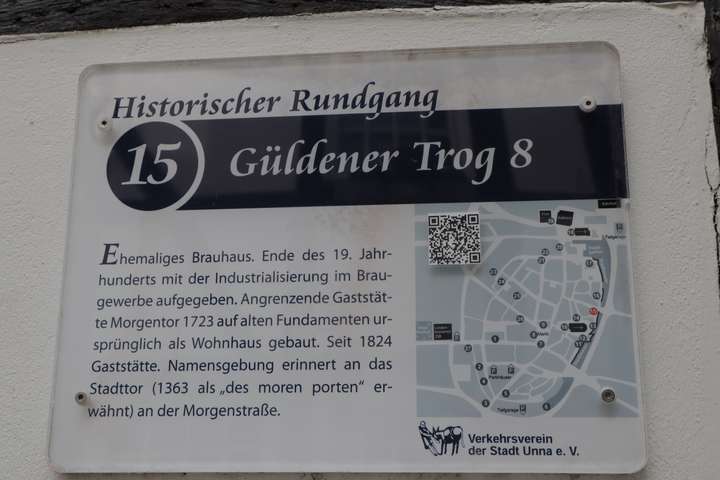 Historischer Rundgang
15 Güldener Trog 8
Ehemaliges Brauhaus. Ende des 19. Jahr-
hunderts mit der Industrialisierung im Brau-
gewerbe aufgegeben. Angrenzende Gaststät-
te Morgentor 1723 auf alten Fundamenten ur-
sprünglich als Wohnhaus gebaut. Seit 1824
Gaststätte. Namensgebung erinnert an das
Stadttor (1363 als „des moren porten“ er-
wähnt) an der Morgenstraße.
Verkehrsverein
der Stadt Unna e. V.